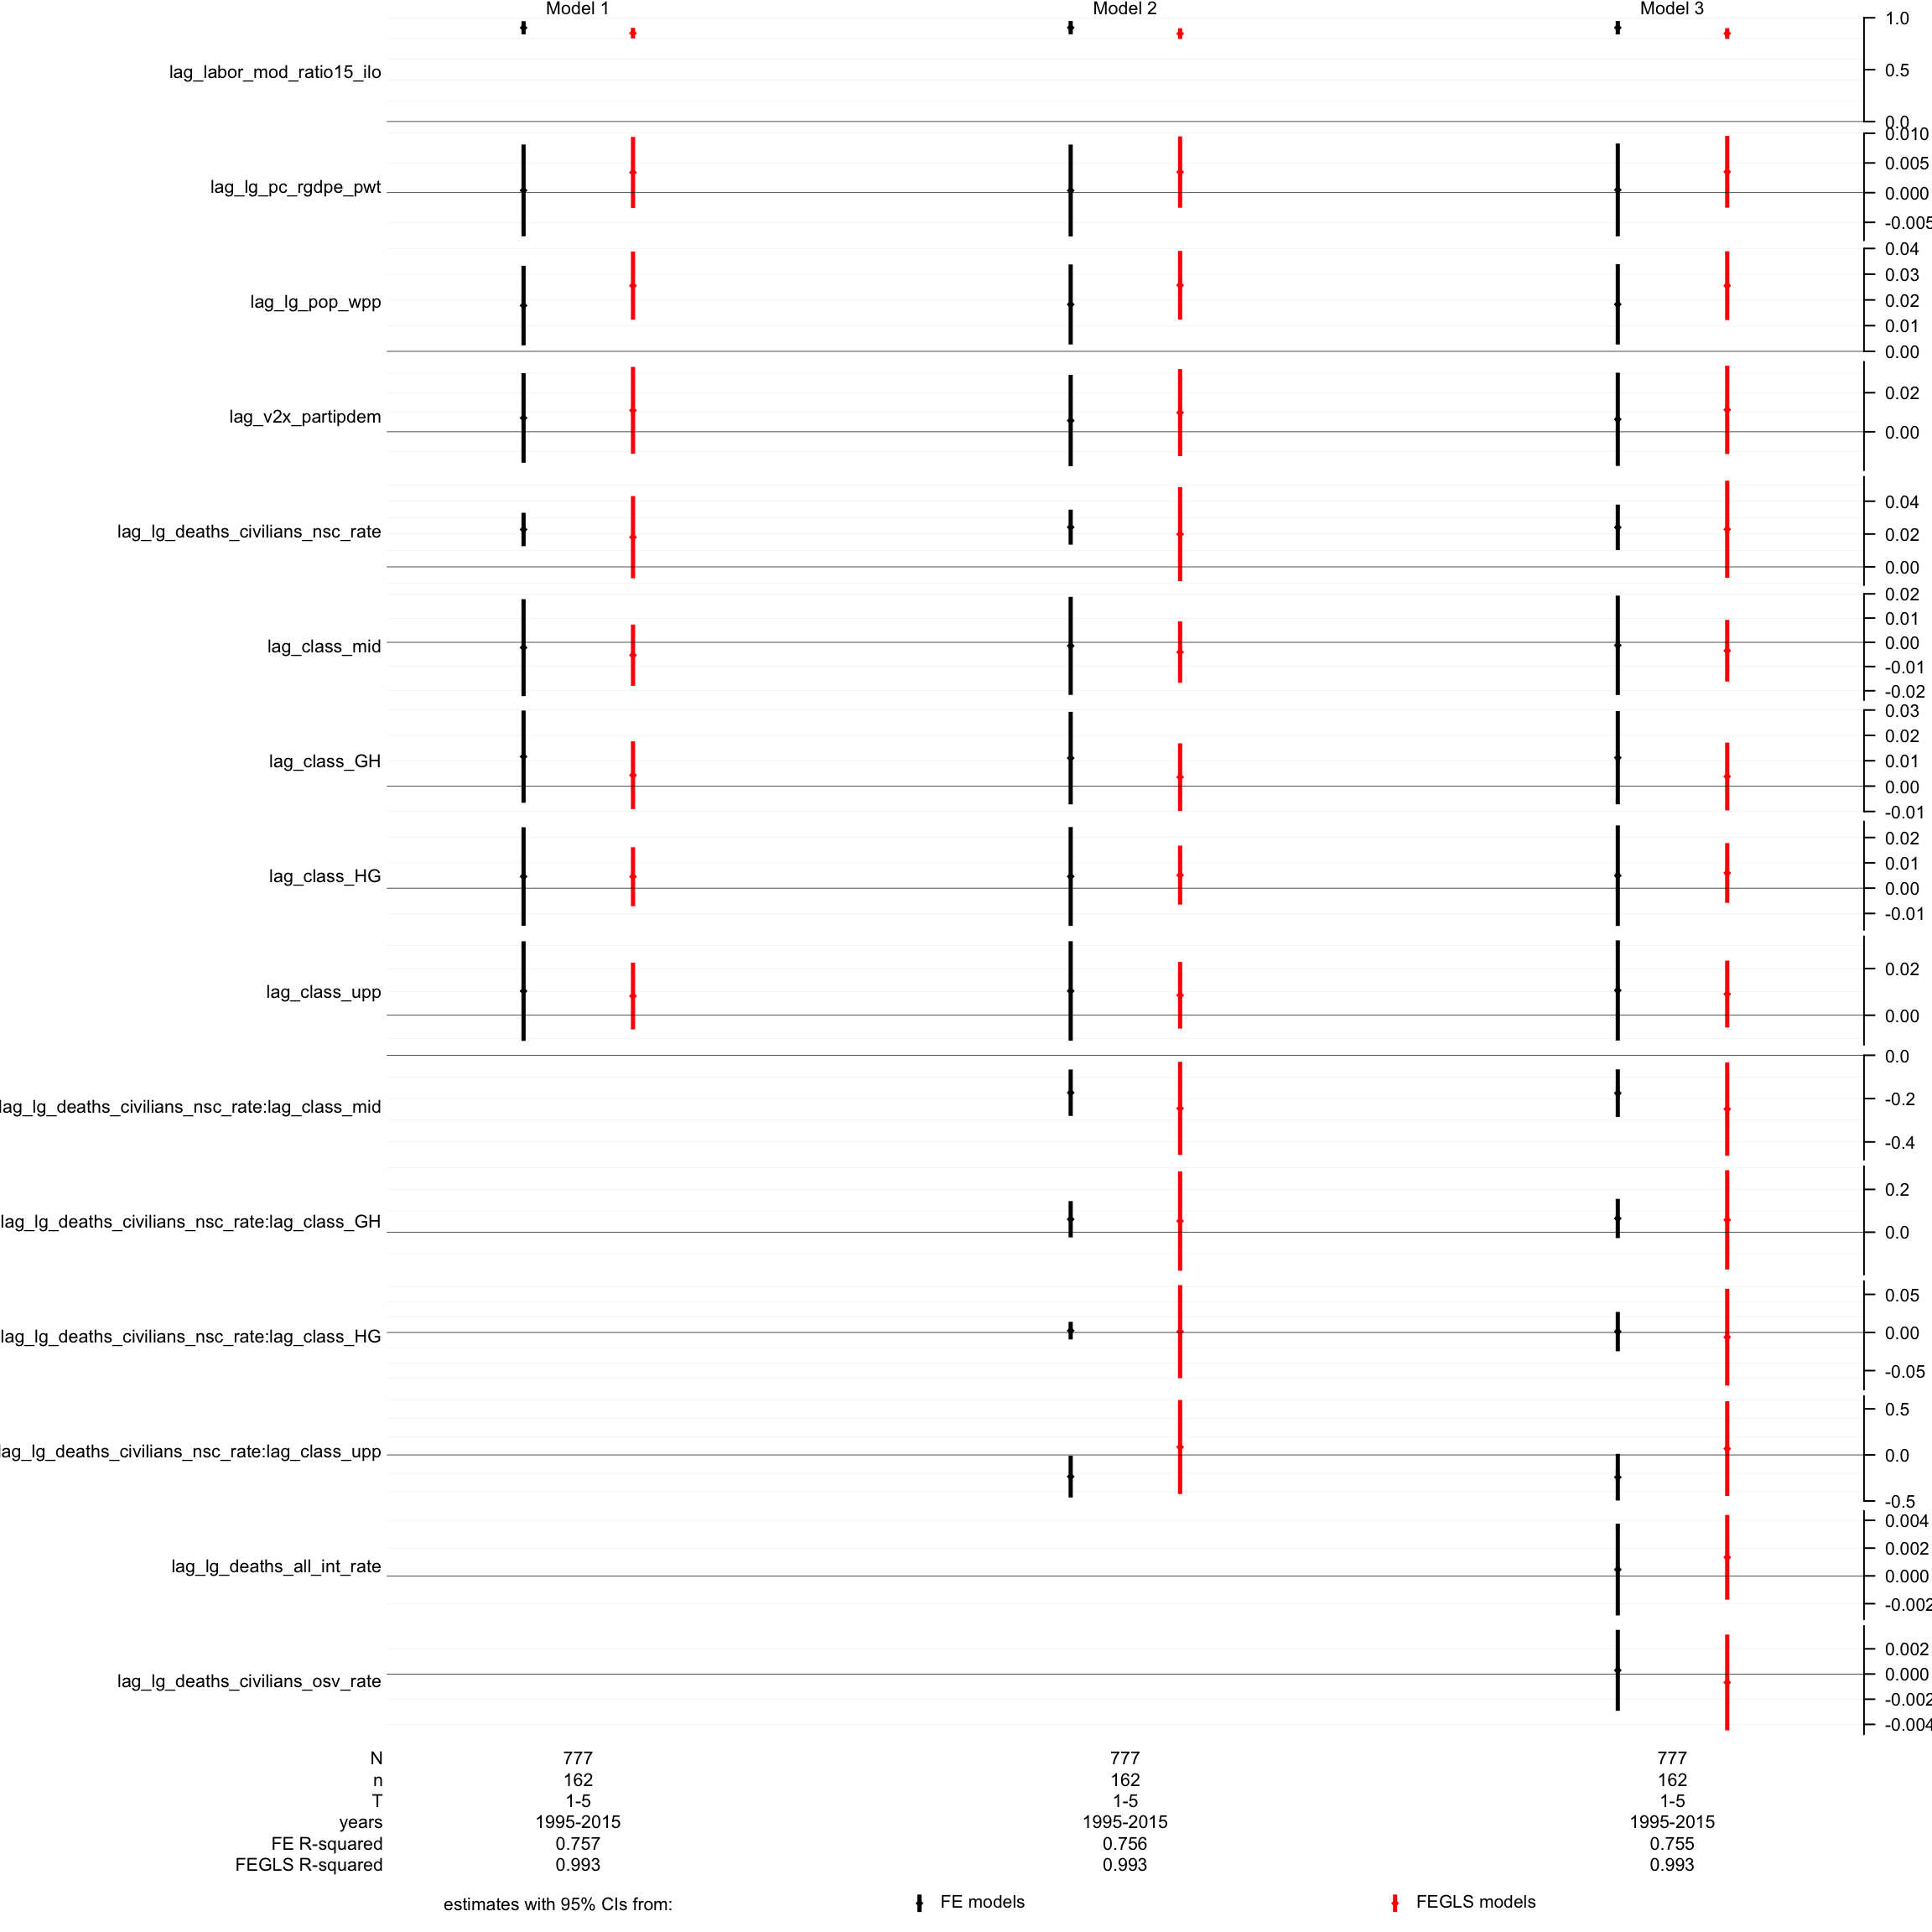 Model 1 Model 2 Model 3
lag_labor_mod_ratio15_ilo
1.0
0.5
0.0
lag_lg_pc_rgdpe_pwt
0.010
0.005
0.000
-0.005
lag_lg_pop_wpp
0.04
0.03
0.02
0.01
0.00
lag_v2x_partipdem
0.02
0.00
lag_lg_deaths_civilians_nsc_rate
0.04
0.02
0.00
lag_class_mid
0.02
0.01
0.00
-0.01
-0.02
lag_class_GH
0.03
0.02
0.01
0.00
-0.01
lag_class_HG
0.02
0.01
0.00
-0.01
lag_class_upp
0.02
0.00
lag_lg_deaths_civilians_nsc_rate:lag_class_mid
0.0
-0.2
-0.4
lag_lg_deaths_civilians_nsc_rate:lag_class_GH
0.2
0.0
lag_lg_deaths_civilians_nsc_rate:lag_class_HG
0.05
0.00
-0.05
lag_lg_deaths_civilians_nsc_rate:lag_class_upp
0.5
0.0
-0.5
lag_lg_deaths_all_int_rate
0.004
0.002
0.000
-0.002
lag_lg_deaths_civilians_osv_rate
0.002
0.000
-0.002
-0.004
N 777 777 777
n 162 162 162
T 1-5 1-5 1-5
years 1995-2015 1995-2015 1995-2015
FE R-squared 0.757 0.756 0.755
FEGLS R-squared 0.993 0.993 0.993
estimates with 95% CIs from: FE models FEGLS models